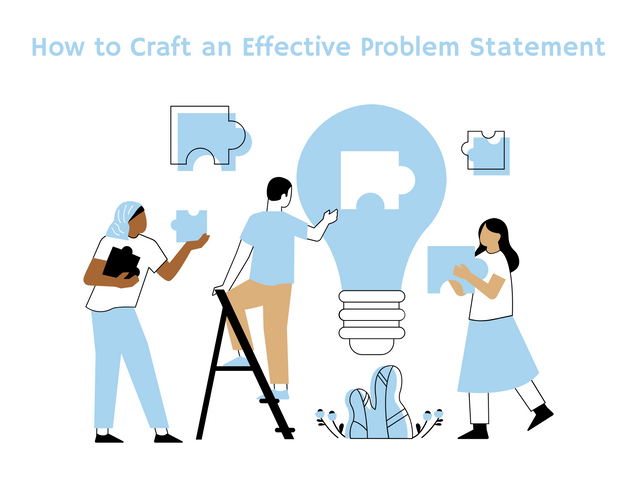 How to Craft an Effective Problem Statement